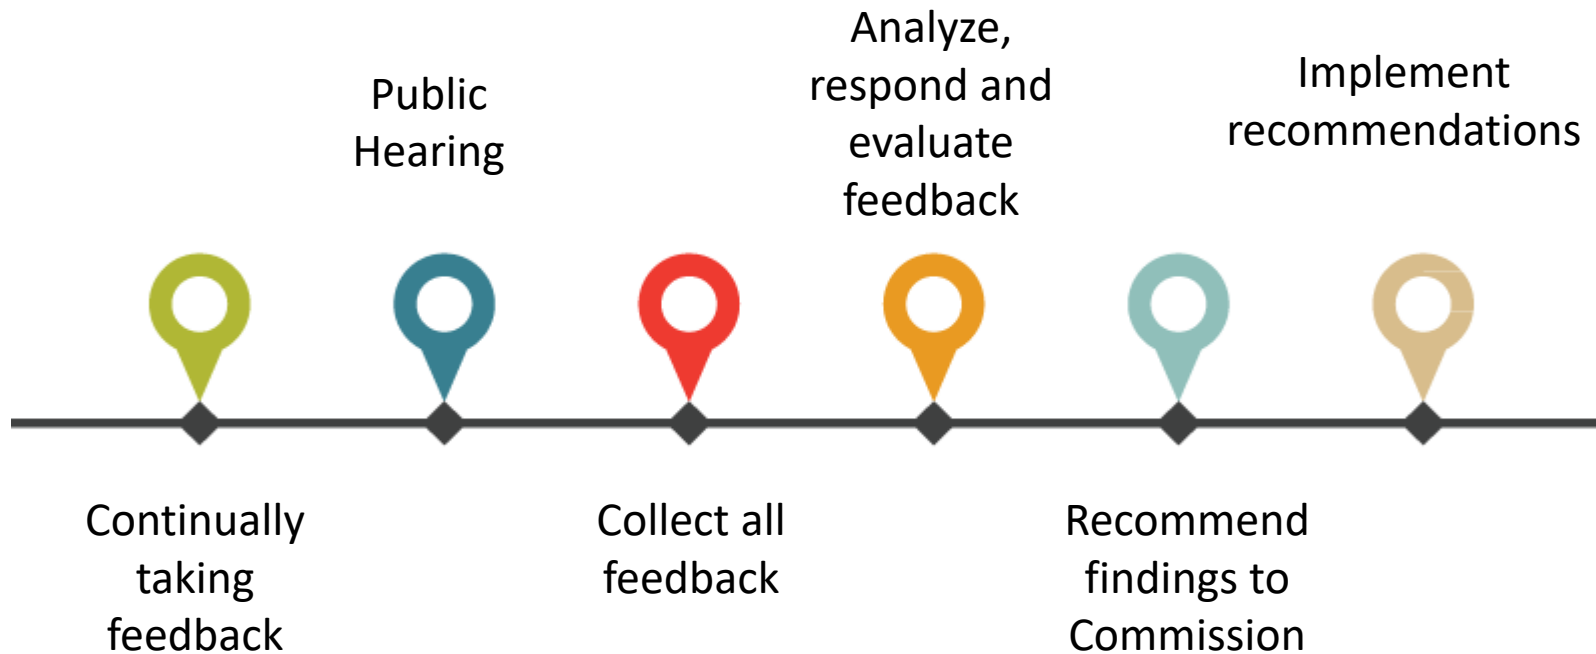 Continually
taking
feedback
Public
Hearing
Collect all
feedback
Analyze,
respond and
evaluate
feedback
Recommend
findings to
Commission
Implement
recommendations